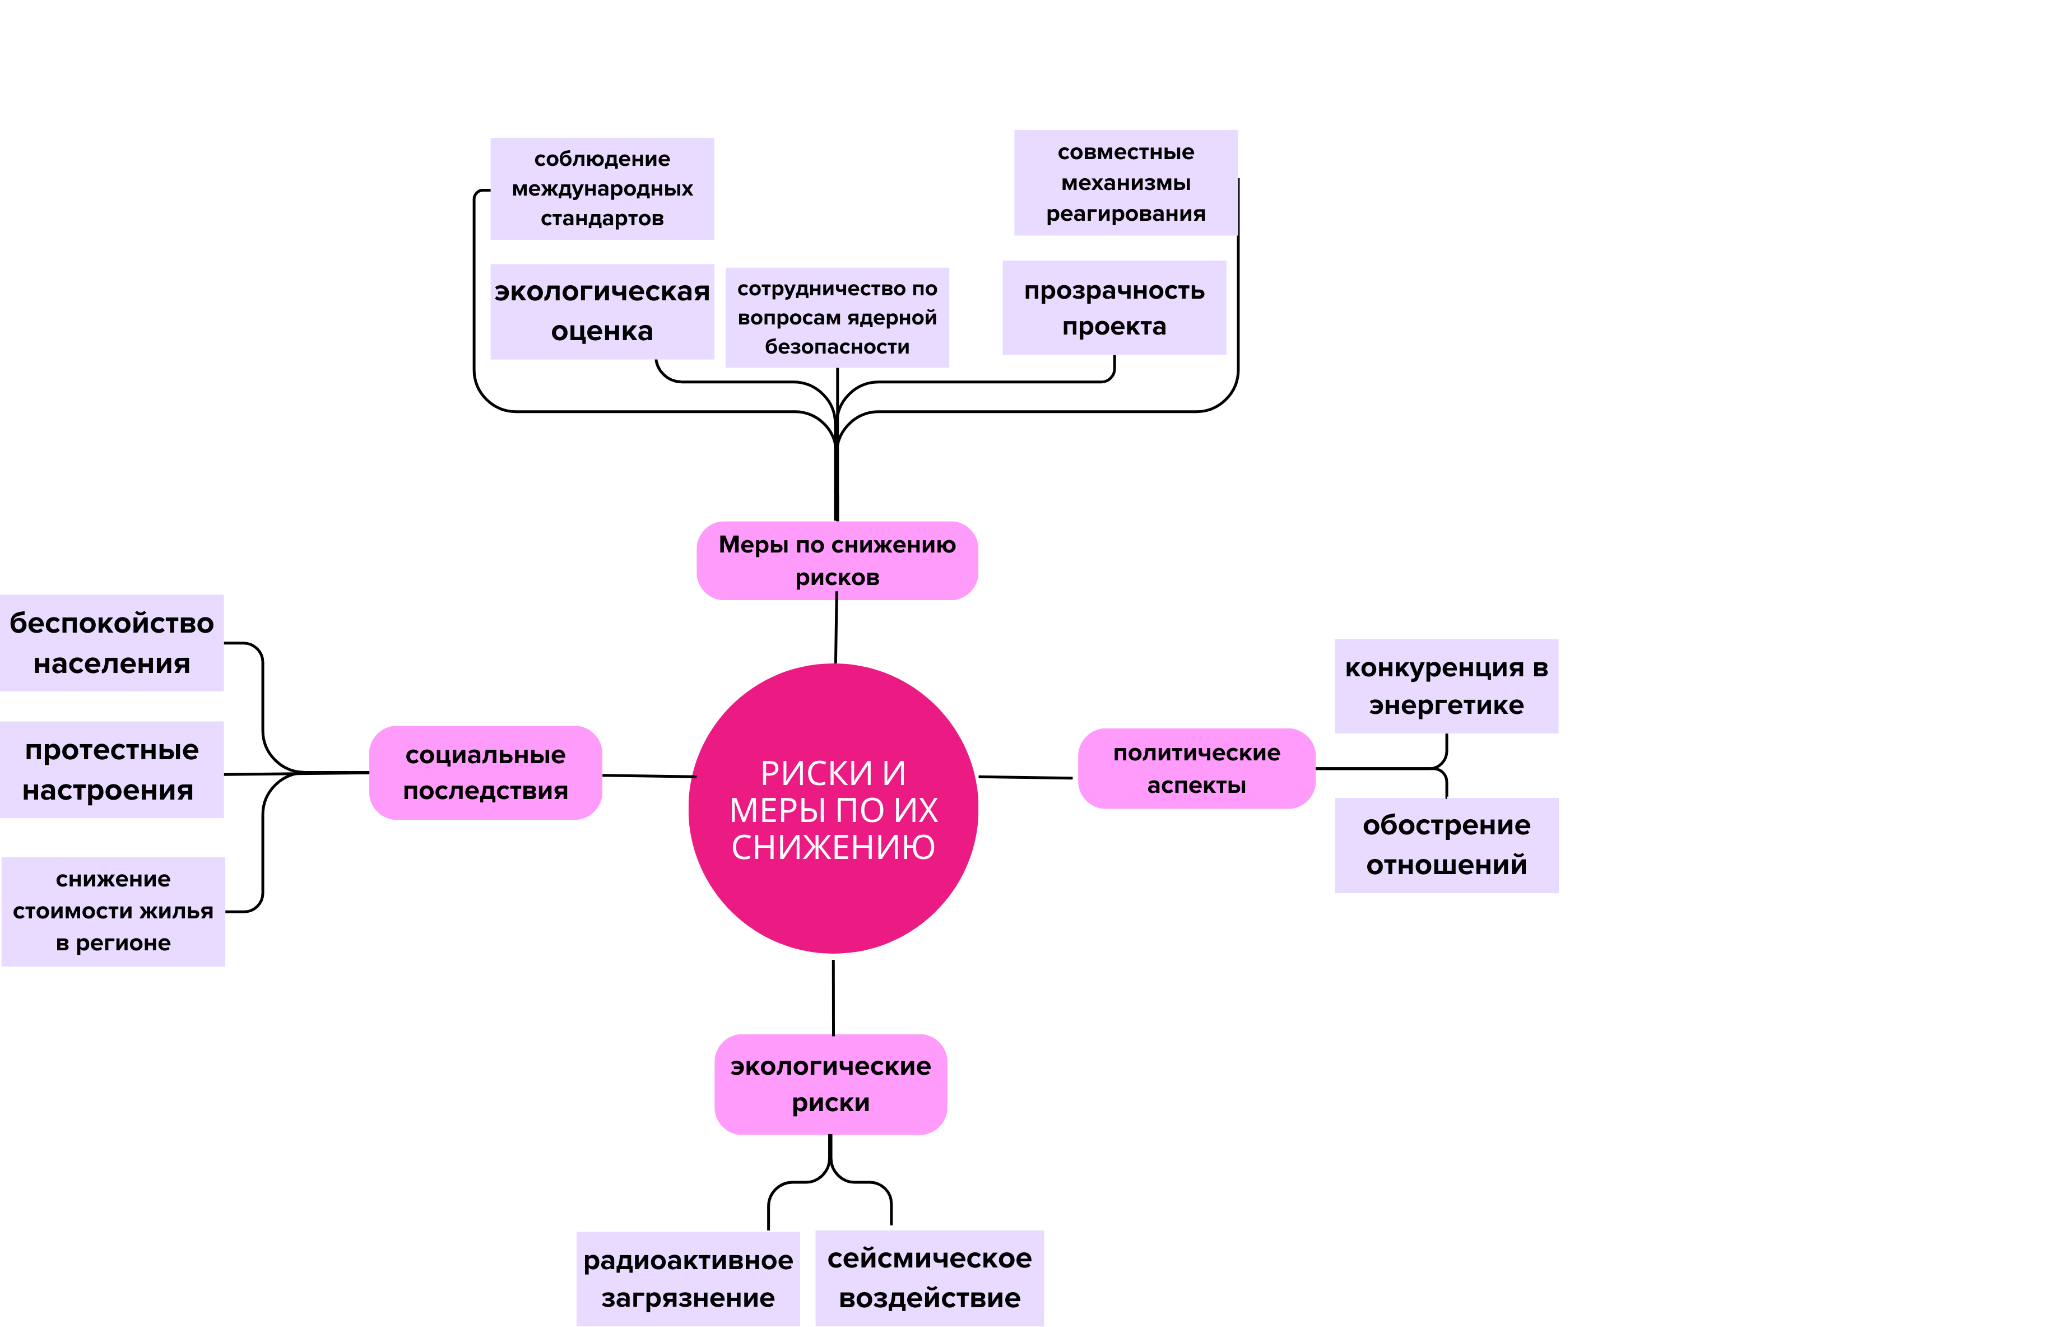 соблюдение
международных
стандартов
совместные
механизмы
реагирования
экологическая
оценка
сотрудничество по
вопросам ядерной
безопасности
прозрачность
проекта
Меры по снижению
рисков
беспокойство
населения
протестные
настроения
снижение
стоимости жилья
в регионе
социальные
последствия
РИСКИ И
МЕРЫ ПО ИХ
СНИЖЕНИЮ
политические
аспекты
конкуренция в
энергетике
обострение
отношений
экологические
риски
радиоактивное
загрязнение
сейсмическое
воздействие